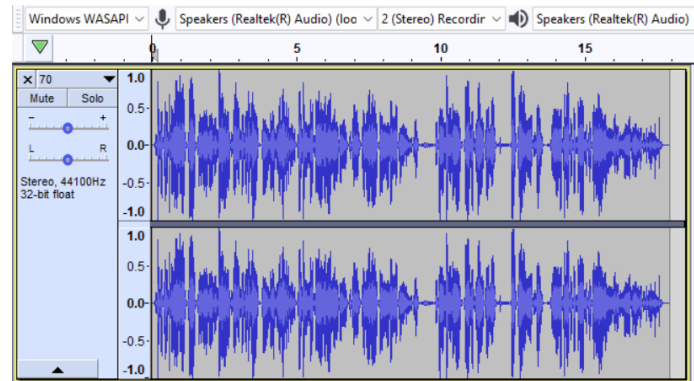 Windows WASAPI Speakers (Realtek(R) Audio) (loo 2 (Stereo) Recordir Speakers (Realtek(R) Audio)
0 5 10 15
× 70
Mute Solo
- +
L R
Stereo, 44100Hz
32-bit float
1.0
0.5-
0.0-
-0.5-
-1.0
1.0
0.5-
0.0-
-0.5-
-1.0